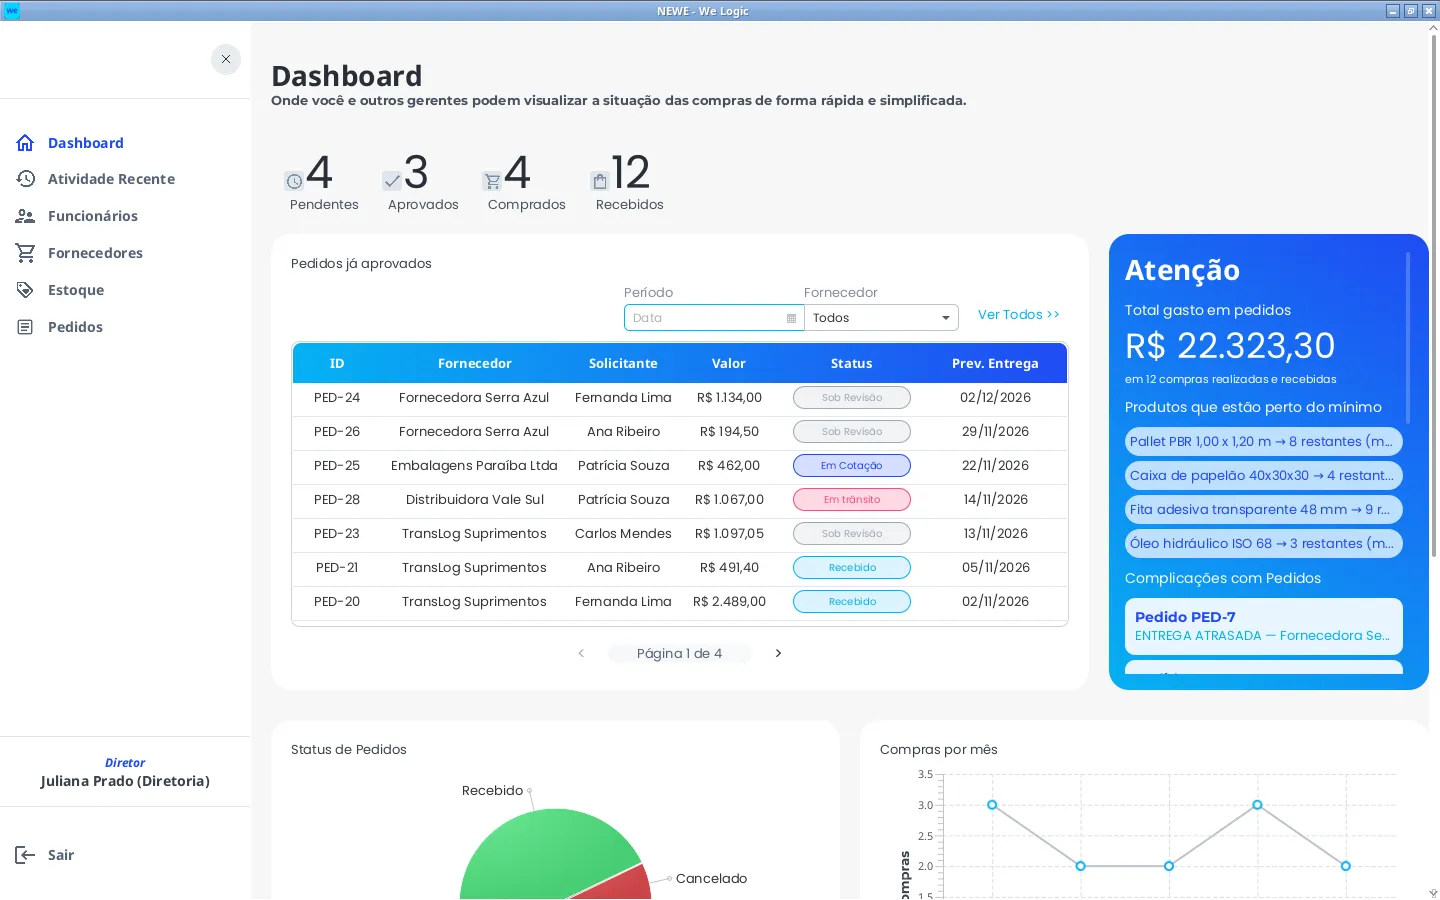 we
NEWE - We Logic
Dashboard
Atividade Recente
Funcionários
Fornecedores
Estoque
Pedidos
Diretor
Juliana Prado (Diretoria)
Sair
Dashboard
Onde você e outros gerentes podem visualizar a situação das compras de forma rápida e simplificada.
4 3 4 12
Pendentes Aprovados Comprados Recebidos
Pedidos já aprovados
Período Fornecedor
Data Todos Ver Todos >>
ID Fornecedor Solicitante Valor Status Prev. Entrega
PED-24 Fornecedora Serra Azul Fernanda Lima R$ 1.134,00 Sob Revisão 02/12/2026
PED-26 Fornecedora Serra Azul Ana Ribeiro R$ 194,50 Sob Revisão 29/11/2026
PED-25 Embalagens Paraíba Ltda Patrícia Souza R$ 462,00 Em Cotação 22/11/2026
PED-28 Distribuidora Vale Sul Patrícia Souza R$ 1.067,00 Em trânsito 14/11/2026
PED-23 TransLog Suprimentos Carlos Mendes R$ 1.097,05 Sob Revisão 13/11/2026
PED-21 TransLog Suprimentos Ana Ribeiro R$ 491,40 Recebido 05/11/2026
PED-20 TransLog Suprimentos Fernanda Lima R$ 2.489,00 Recebido 02/11/2026
Página 1 de 4
Atenção
Total gasto em pedidos
R$ 22.323,30
em 12 compras realizadas e recebidas
Produtos que estão perto do mínimo
Pallet PBR 1,00 x 1,20 m → 8 restantes (m...
Caixa de papelão 40x30x30 → 4 restant...
Fita adesiva transparente 48 mm → 9 r...
Óleo hidráulico ISO 68 → 3 restantes (m...
Complicações com Pedidos
Pedido PED-7
ENTREGA ATRASADA — Fornecedora Se...
Status de Pedidos
Recebido
Cancelado
Compras por mês
3.5
3.0
2.5
2.0
1.5
ompras